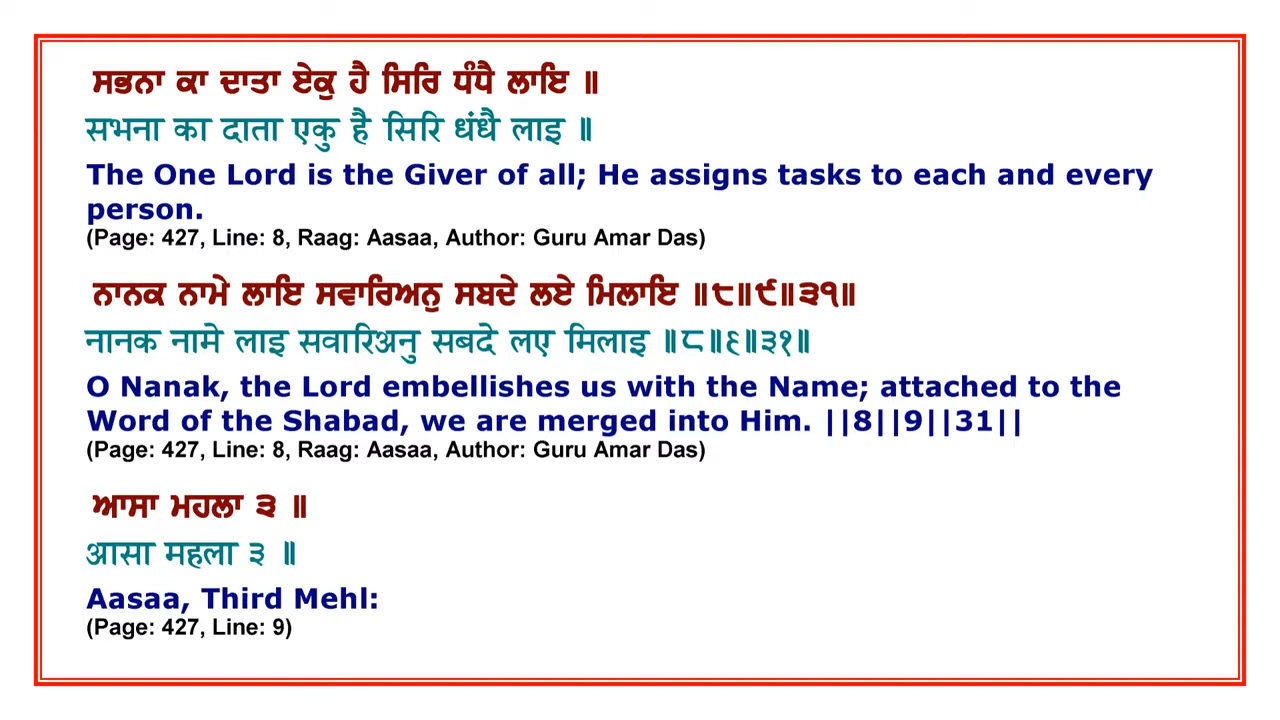 ਸਭਨਾ ਕਾ ਦਾਤਾ ਏਕੁ ਹੈ ਸਿਰਿ ਧੰਧੈ ਲਾਇ ॥
सभना का दाता एकु है सिरि धंधै लाइ ॥
The One Lord is the Giver of all; He assigns tasks to each and every
person.
(Page: 427, Line: 8, Raag: Aasaa, Author: Guru Amar Das)
ਨਾਨਕ ਨਾਮੇ ਲਾਇ ਸਵਾਰਿਅਨੁ ਸਬਦੇ ਲਏ ਮਿਲਾਇ ॥੮॥੯॥੩੧॥
नानक नामे लाइ सवारिअनु सबदे लए मिलाइ ॥८॥९॥३१॥
O Nanak, the Lord embellishes us with the Name; attached to the
Word of the Shabad, we are merged into Him. ||8||9||31||
(Page: 427, Line: 8, Raag: Aasaa, Author: Guru Amar Das)
ਆਸਾ ਮਹਲਾ ੩ ॥
आसा महला ३ ॥
Aasaa, Third Mehl:
(Page: 427, Line: 9)